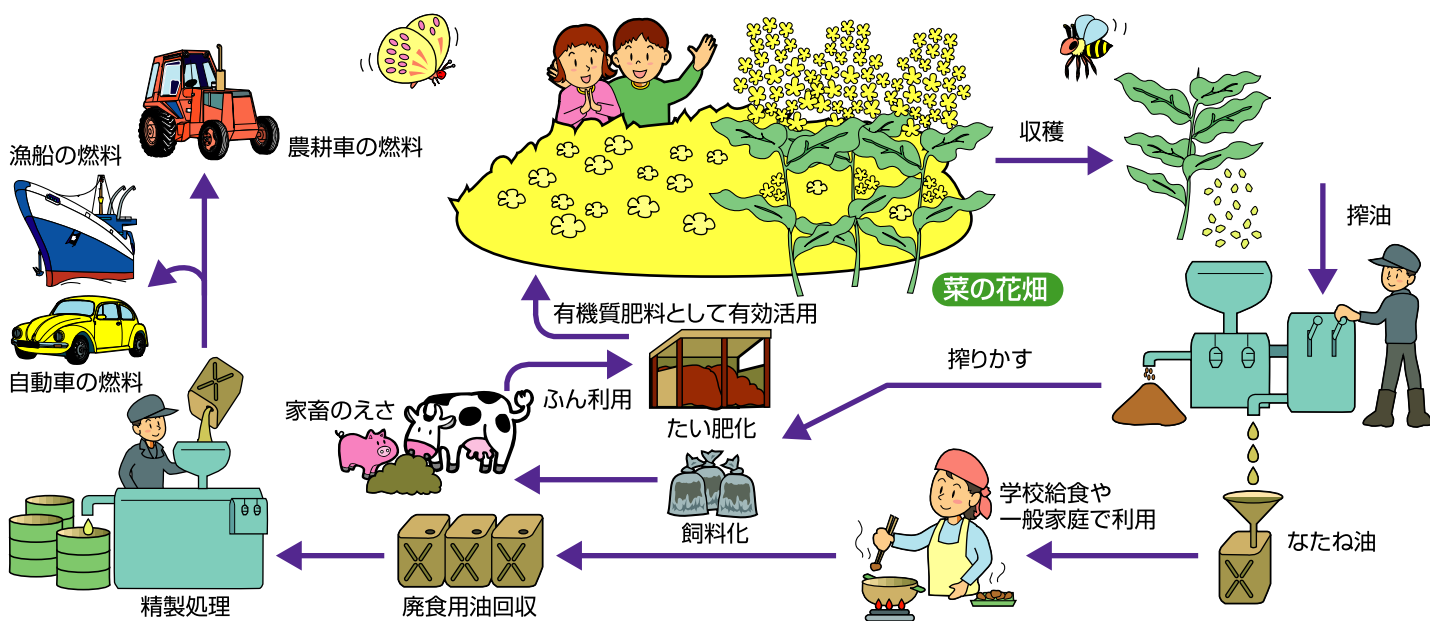 収穫
農耕車の燃料
漁船の燃料
搾油
菜の花畑
有機質肥料として有効活用
搾りかす
自動車の燃料
ふん利用
家畜のえさ
たい肥化
学校給食や
一般家庭で利用
飼料化
なたね油
精製処理
廃食用油回収